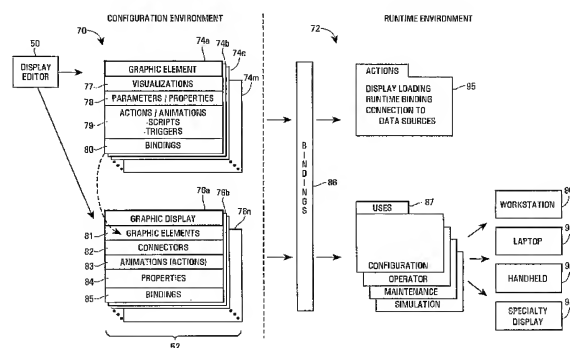 CONFIGURATION ENVIRONMENT
RUNTIME ENVIRONMENT
50
DISPLAY
EDITOR
70
74a
74b
74c
74m
GRAPHIC ELEMENT
77
VISUALIZATIONS
78
PARAMETERS / PROPERTIES
79
ACTIONS / ANIMATIONS
-SCRIPTS
-TRIGGERS
80
BINDINGS
76a
76b
76n
GRAPHIC DISPLAY
81
GRAPHIC ELEMENTS
82
CONNECTORS
83
ANIMATIONS (ACTIONS)
84
PROPERTIES
85
BINDINGS
52
72
BINDINGS
86
ACTIONS
DISPLAY LOADING
RUNTIME BINDING
CONNECTION TO
DATA SOURCES
95
USES
87
CONFIGURATION
OPERATOR
MAINTENANCE
SIMULATION
WORKSTATION
LAPTOP
HANDHELD
SPECIALTY
DISPLAY